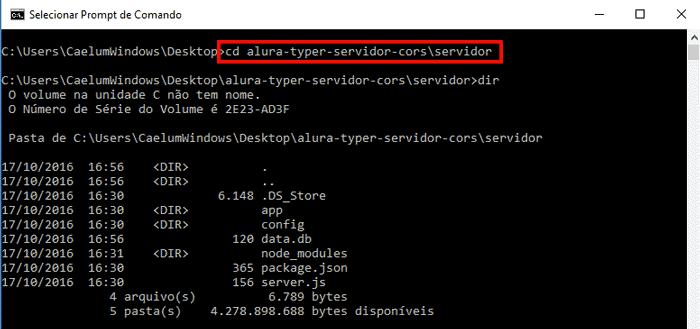 Selecionar Prompt de Comando
C:\Users\CaelumWindows\Desktop>cd alura-typer-servidor-cors\servidor
C:\Users\CaelumWindows\Desktop\alura-typer-servidor-cors\servidor>dir
O volume na unidade C não tem nome.
O Número de Série do Volume é 2E23-AD3F
Pasta de C:\Users\CaelumWindows\Desktop\alura-typer-servidor-cors\servidor
17/10/2016  16:56    <DIR>          .
17/10/2016  16:56    <DIR>          ..
17/10/2016  16:30             6.148 .DS_Store
17/10/2016  16:30    <DIR>          app
17/10/2016  16:30    <DIR>          config
17/10/2016  16:56               120 data.db
17/10/2016  16:31    <DIR>          node_modules
17/10/2016  16:30               365 package.json
17/10/2016  16:30               156 server.js
4 arquivo(s)          6.789 bytes
5 pasta(s)   4.278.898.688 bytes disponíveis